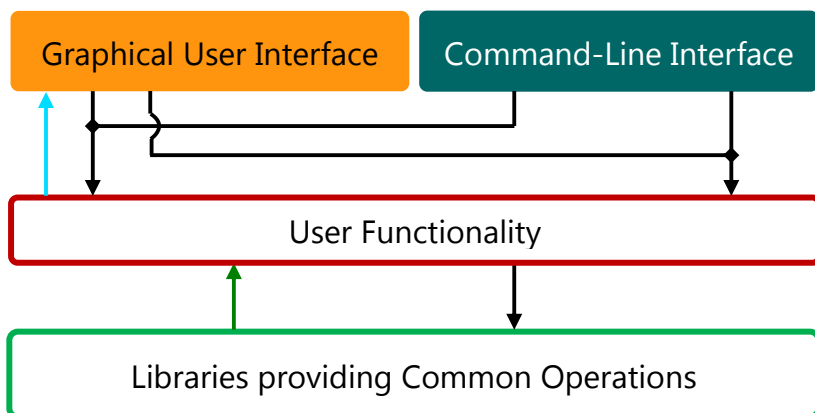 Graphical User Interface
Command-Line Interface
User Functionality
Libraries providing Common Operations